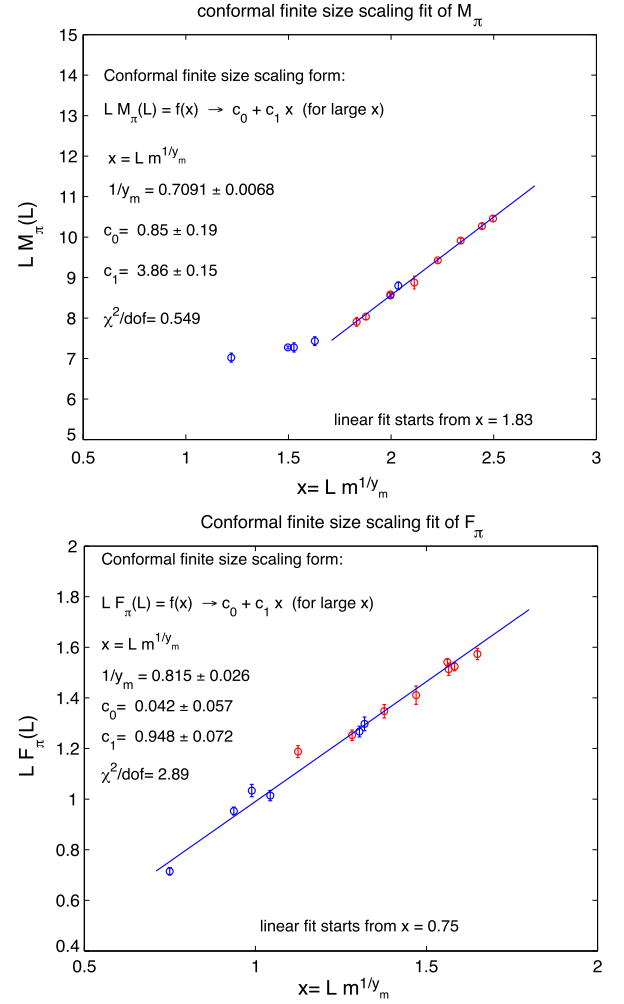 conformal finite size scaling fit of M_π
15
14
13
12
11
10
9
8
7
6
5
L M_π(L)
Conformal finite size scaling form:
L M_π(L) = f(x) → c_0 + c_1 x (for large x)
x = L m^{1/y_m}
1/y_m = 0.7091 ± 0.0068
c_0= 0.85 ± 0.19
c_1= 3.86 ± 0.15
χ^2/dof= 0.549
linear fit starts from x = 1.83
0.5 1 1.5 2 2.5 3
x= L m^{1/y_m}
Conformal finite size scaling fit of F_π
2
1.8
1.6
1.4
1.2
1
0.8
0.6
0.4
L F_π(L)
Conformal finite size scaling form:
L F_π(L) = f(x) → c_0 + c_1 x (for large x)
x = L m^{1/y_m}
1/y_m = 0.815 ± 0.026
c_0= 0.042 ± 0.057
c_1= 0.948 ± 0.072
χ^2/dof= 2.89
linear fit starts from x = 0.75
0.5 1 1.5 2
x= L m^{1/y_m}